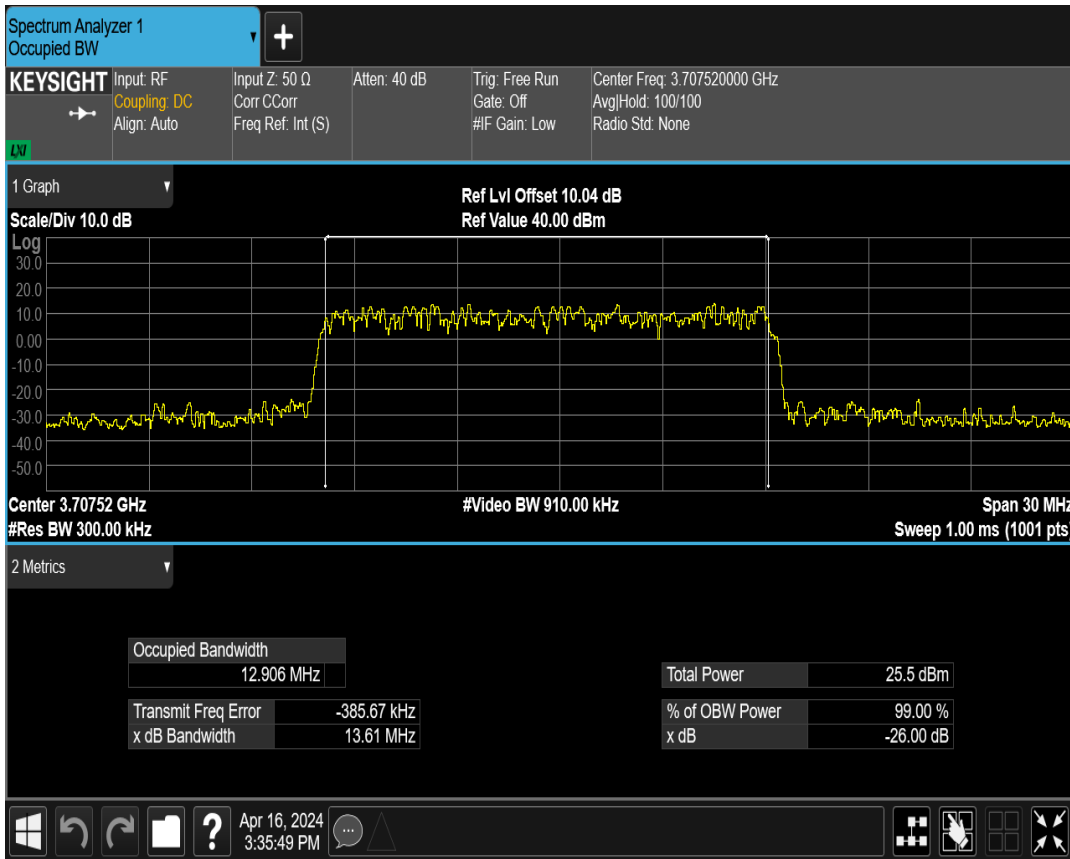 Spectrum Analyzer 1
Occupied BW
+
KEYSIGHT
LXI
Input: RF
Coupling: DC
Align: Auto
Input Z: 50 Ω
Corr CCorr
Freq Ref: Int (S)
Atten: 40 dB
Trig: Free Run
Gate: Off
#IF Gain: Low
Center Freq: 3.707520000 GHz
Avg|Hold: 100/100
Radio Std: None
1 Graph
Scale/Div 10.0 dB
Ref Lvl Offset 10.04 dB
Ref Value 40.00 dBm
Log
30.0
20.0
10.0
0.00
-10.0
-20.0
-30.0
-40.0
-50.0
Center 3.70752 GHz
#Video BW 910.00 kHz
Span 30 MHz
#Res BW 300.00 kHz
Sweep 1.00 ms (1001 pts)
2 Metrics
Occupied Bandwidth
12.906 MHz
Transmit Freq Error -385.67 kHz
x dB Bandwidth 13.61 MHz
Total Power 25.5 dBm
% of OBW Power 99.00 %
x dB -26.00 dB
?
Apr 16, 2024
3:35:49 PM